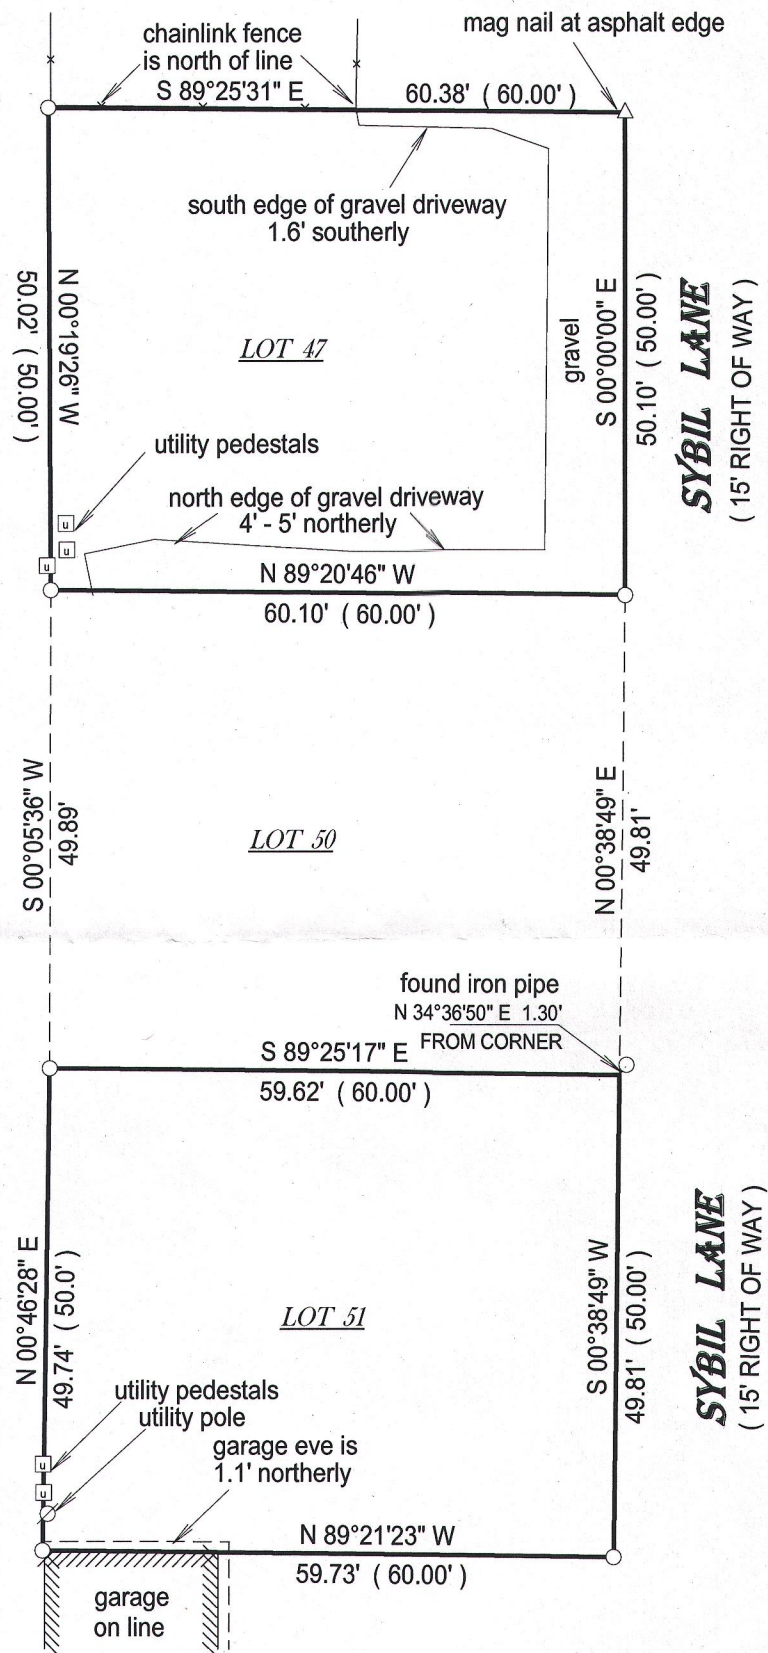 chainlink fence
is north of line
mag nail at asphalt edge
S 89°25'31" E
60.38' ( 60.00' )
south edge of gravel driveway
1.6' southerly
N 00°19'26" W
50.02' ( 50.00' )
LOT 47
gravel
S 00°00'00" E
50.10' ( 50.00' )
SYBIL LANE
( 15' RIGHT OF WAY )
utility pedestals
north edge of gravel driveway
4' - 5' northerly
u
u
u
N 89°20'46" W
60.10' ( 60.00' )
S 00°05'36" W
49.89'
LOT 50
N 00°38'49" E
49.81'
found iron pipe
N 34°36'50" E 1.30'
FROM CORNER
S 89°25'17" E
59.62' ( 60.00' )
N 00°46'28" E
49.74' ( 50.0' )
LOT 51
S 00°38'49" W
49.81' ( 50.00' )
SYBIL LANE
( 15' RIGHT OF WAY )
utility pedestals
utility pole
garage eve is
1.1' northerly
u
u
N 89°21'23" W
59.73' ( 60.00' )
garage
on line